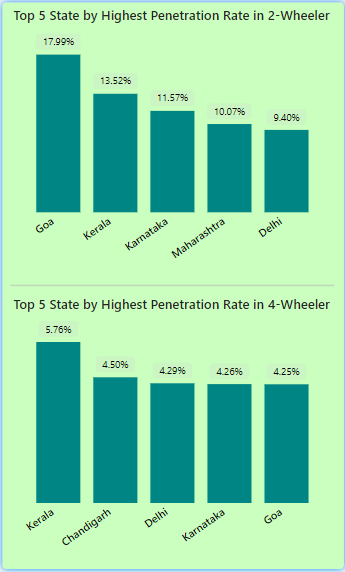 Top 5 State by Highest Penetration Rate in 2-Wheeler
17.99%
13.52%
11.57%
10.07%
9.40%
Goa
Kerala
Karnataka
Maharashtra
Delhi
Top 5 State by Highest Penetration Rate in 4-Wheeler
5.76%
4.50%
4.29%
4.26%
4.25%
Kerala
Chandigarh
Delhi
Karnataka
Goa